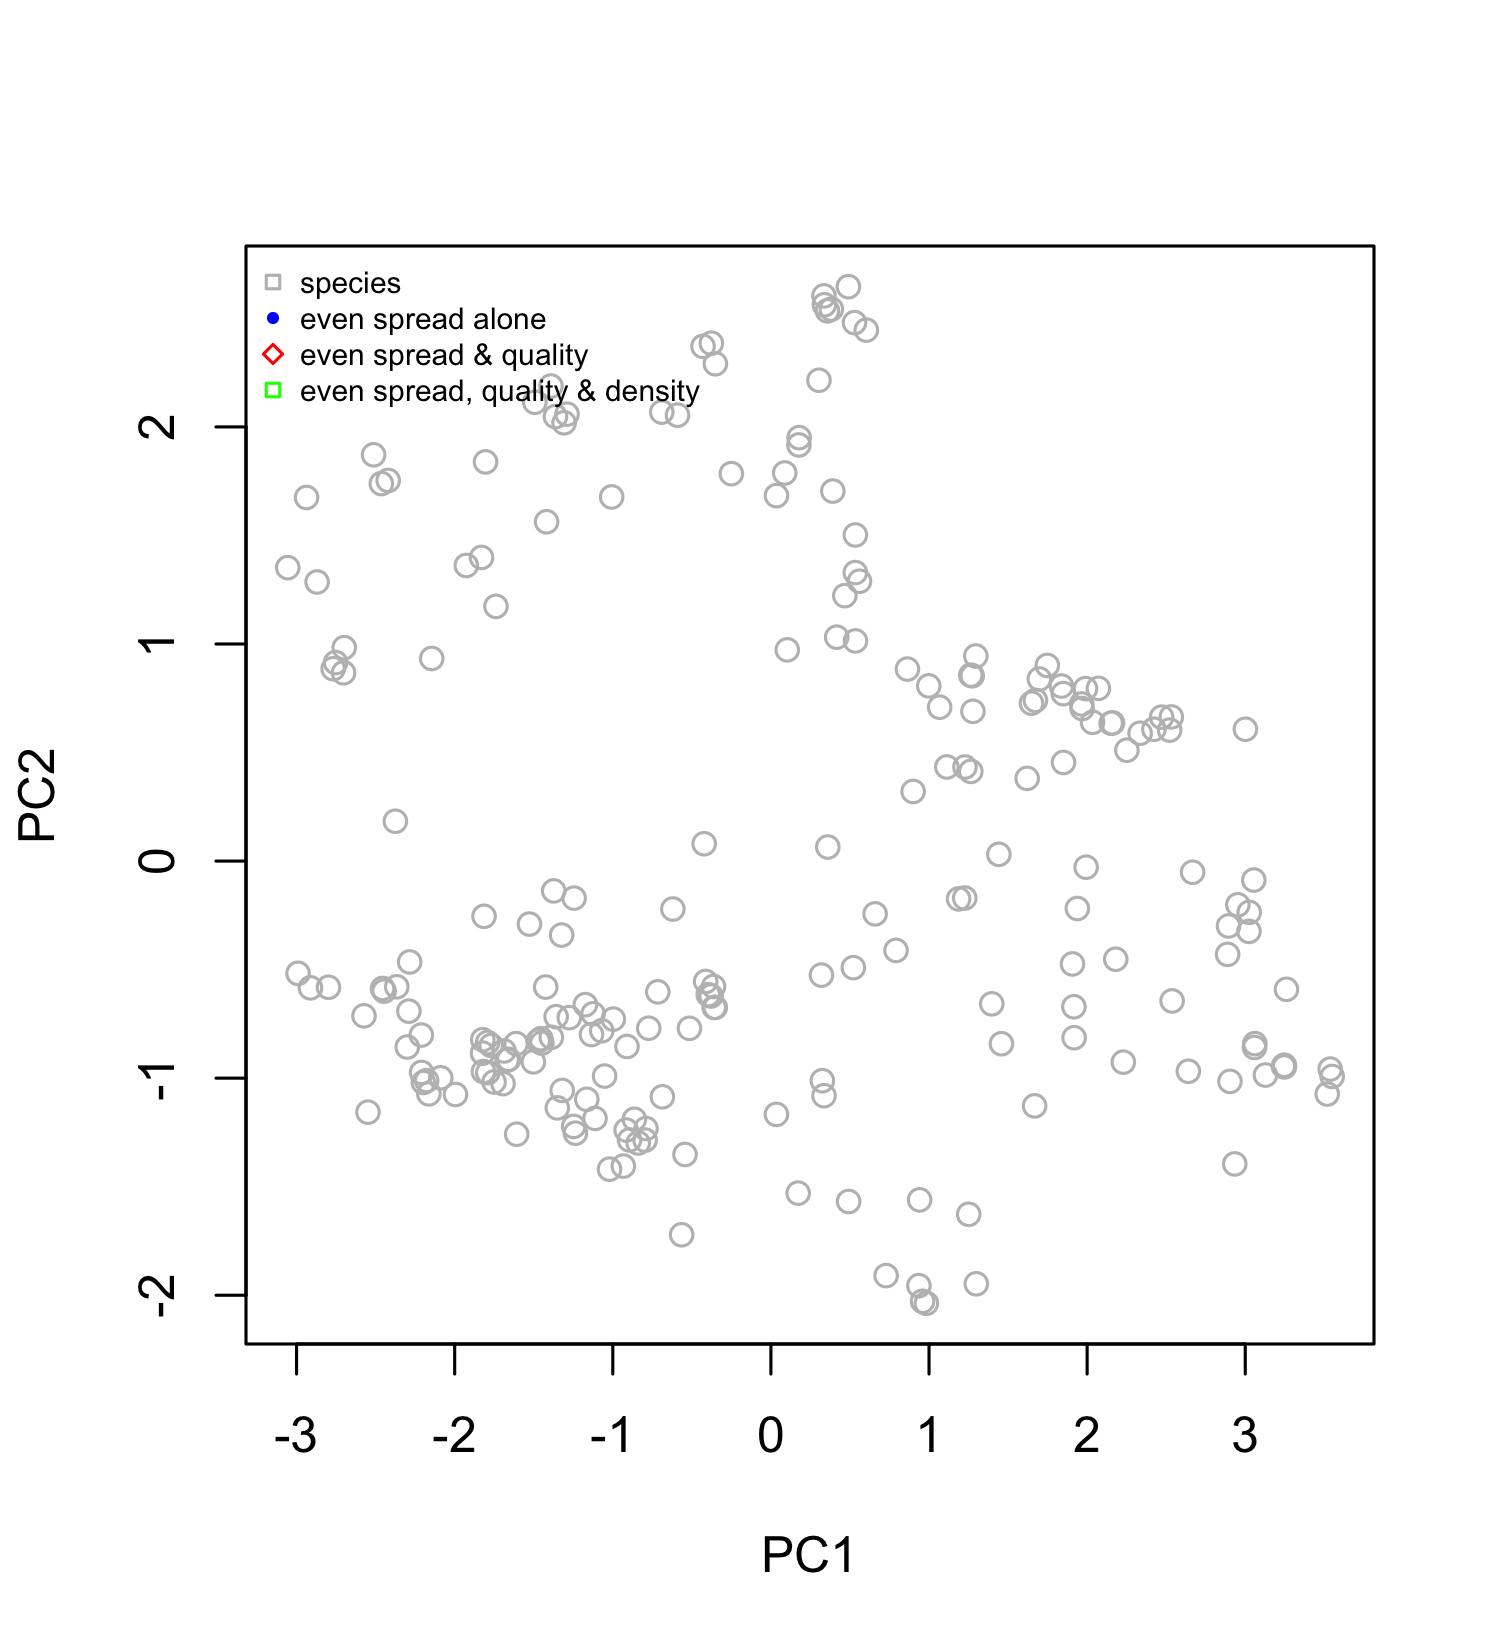 species
even spread alone
even spread & quality
even spread, quality & density
2
1
0
-1
-2
PC2
-3 -2 -1 0 1 2 3
PC1